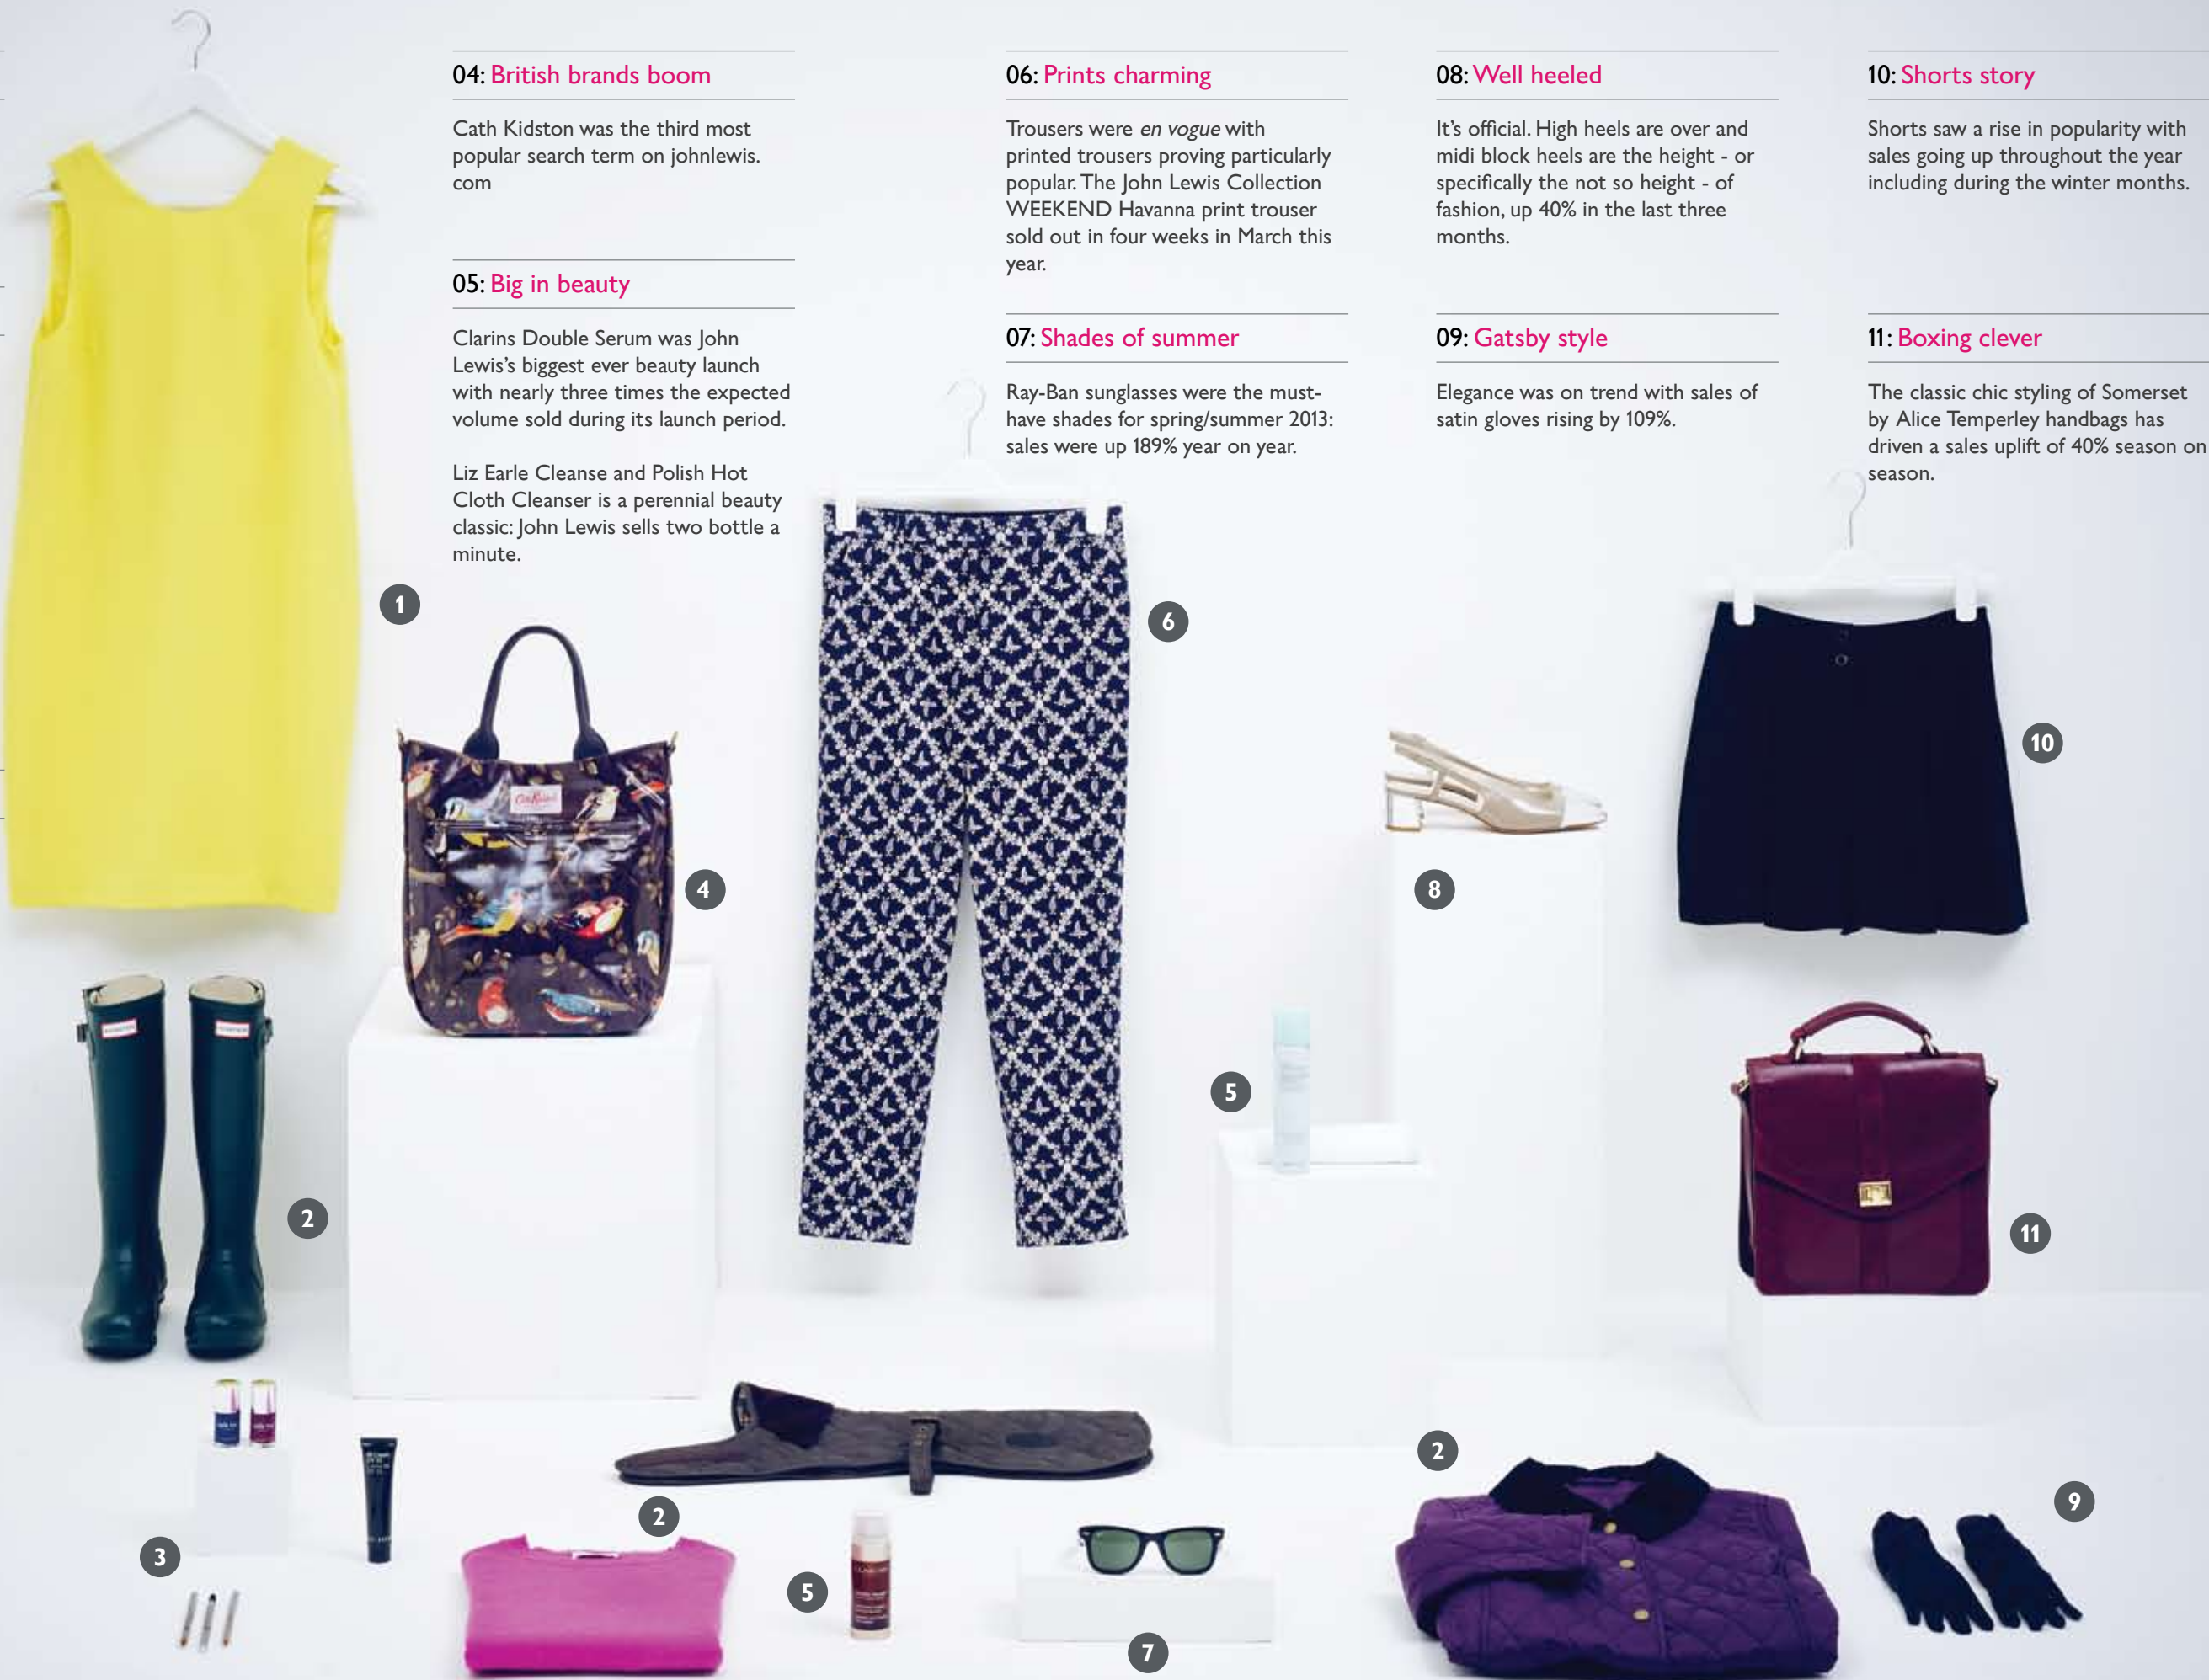 04: British brands boom
Cath Kidston was the third most
popular search term on johnlewis.
com
05: Big in beauty
Clarins Double Serum was John
Lewis's biggest ever beauty launch
with nearly three times the expected
volume sold during its launch period.
Liz Earle Cleanse and Polish Hot
Cloth Cleanser is a perennial beauty
classic: John Lewis sells two bottle a
minute.
06: Prints charming
Trousers were en vogue with
printed trousers proving particularly
popular. The John Lewis Collection
WEEKEND Havanna print trouser
sold out in four weeks in March this
year.
07: Shades of summer
Ray-Ban sunglasses were the must-
have shades for spring/summer 2013:
sales were up 189% year on year.
08: Well heeled
It's official. High heels are over and
midi block heels are the height - or
specifically the not so height - of
fashion, up 40% in the last three
months.
09: Gatsby style
Elegance was on trend with sales of
satin gloves rising by 109%.
10: Shorts story
Shorts saw a rise in popularity with
sales going up throughout the year
including during the winter months.
11: Boxing clever
The classic chic styling of Somerset
by Alice Temperley handbags has
driven a sales uplift of 40% season on
season.
1
6
10
4
8
5
2
11
2
9
2
3
5
7
Cath Kidston
CLARINS